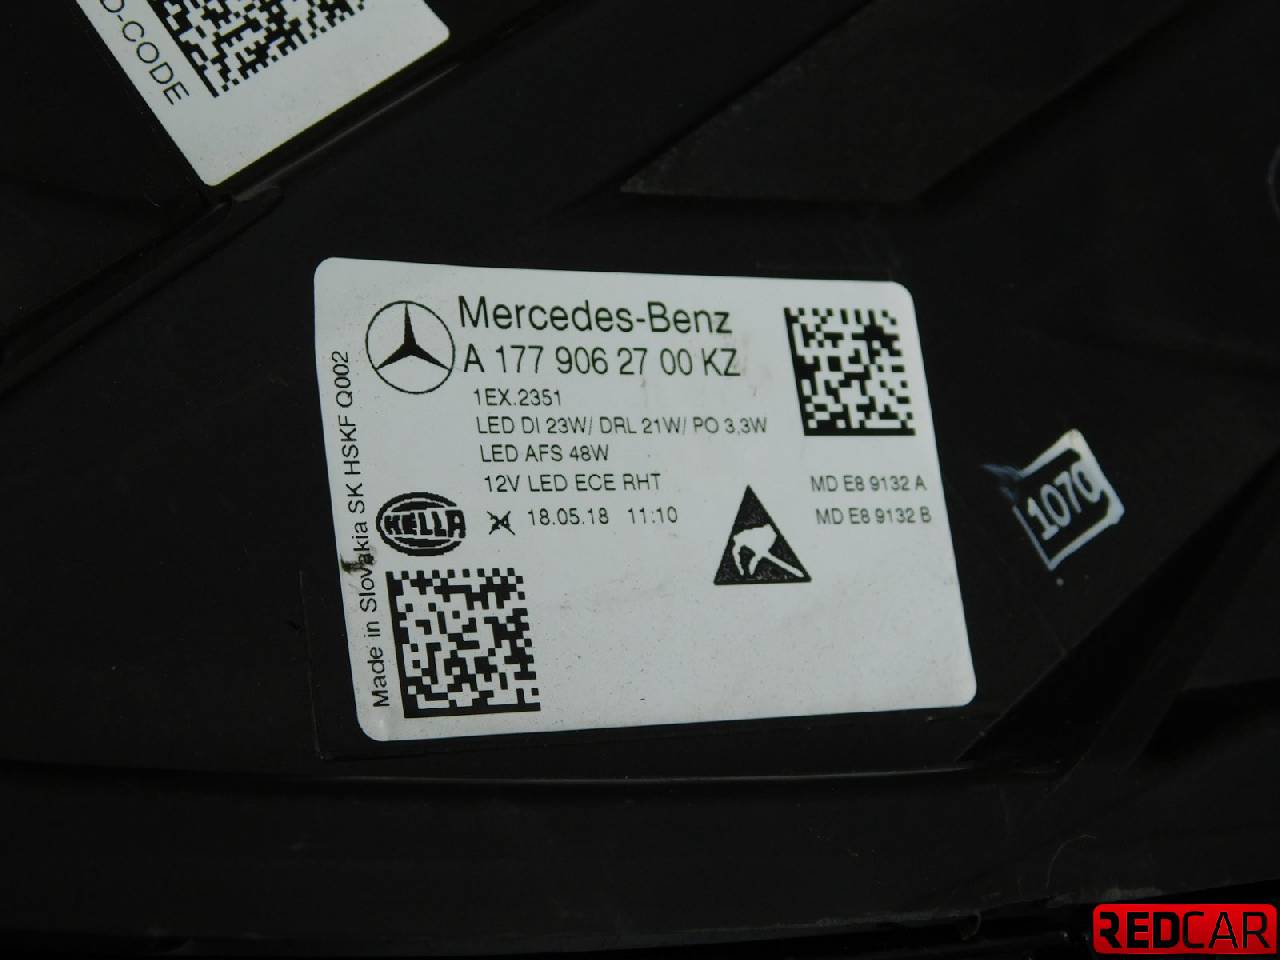 D-CODE
Mercedes-Benz
A 177 906 27 00 KZ
1EX.2351
LED DI 23W/ DRL 21W/ PO 3,3W
LED AFS 48W
12V LED ECE RHT
MD E8 9132 A
HELLA
18.05.18 11:10
MD E8 9132 B
Made in Slovakia SK HSKF Q002
1070
REDCAR